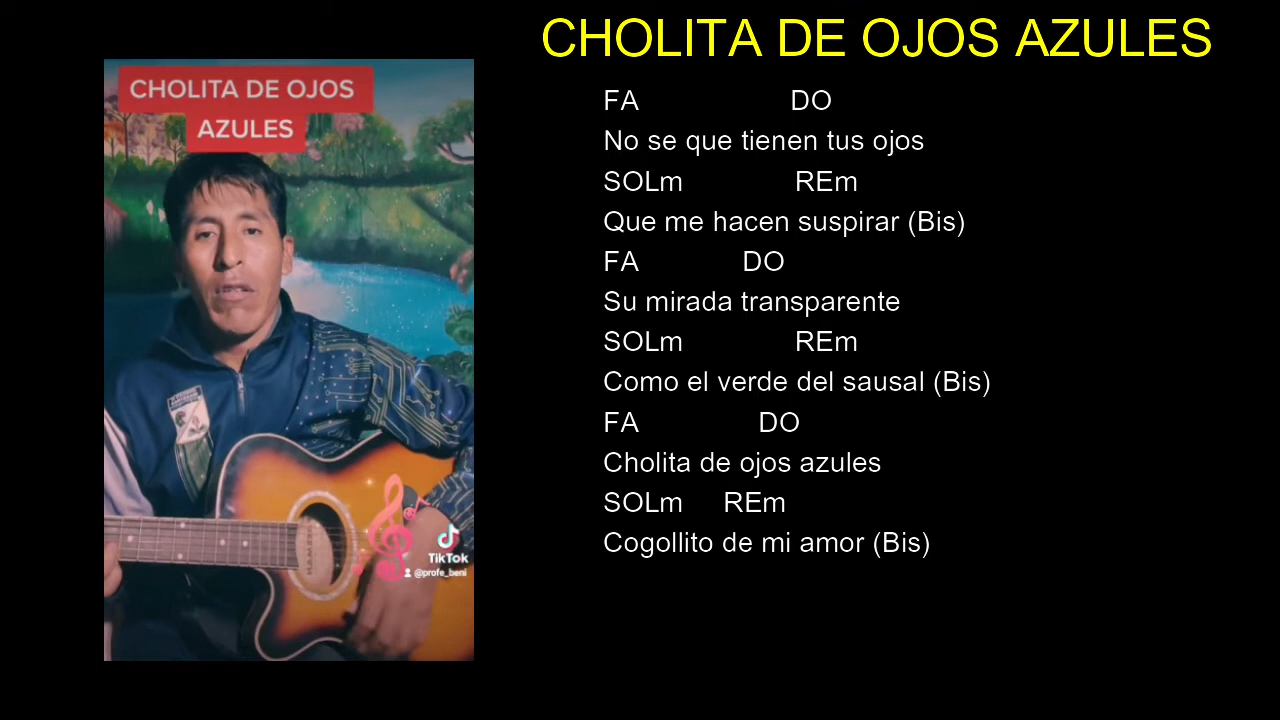 CHOLITA DE OJOS AZULES
CHOLITA DE OJOS
AZULES
TikTok
@profe_beni
FA DO
No se que tienen tus ojos
SOLm REm
Que me hacen suspirar (Bis)
FA DO
Su mirada transparente
SOLm REm
Como el verde del sausal (Bis)
FA DO
Cholita de ojos azules
SOLm REm
Cogollito de mi amor (Bis)